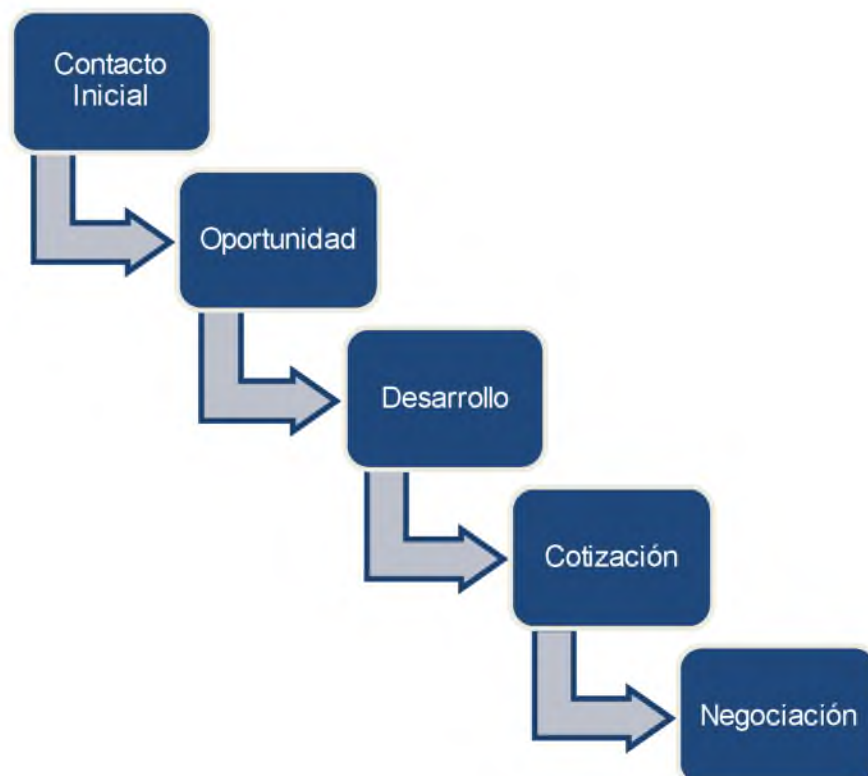 Contacto
Inicial
Oportunidad
Desarrollo
Cotización
Negociación